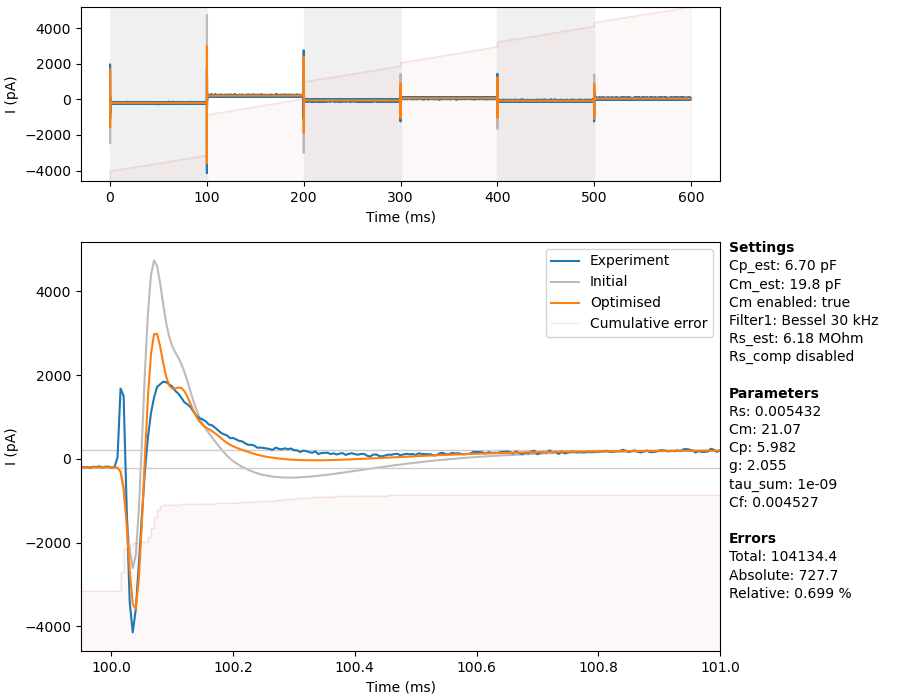 4000
2000
0
−2000
−4000
I (pA)
0 100 200 300 400 500 600
Time (ms)
4000
2000
0
−2000
−4000
I (pA)
Experiment
Initial
Optimised
Cumulative error
100.0 100.2 100.4 100.6 100.8 101.0
Time (ms)
Settings
Cp_est: 6.70 pF
Cm_est: 19.8 pF
Cm enabled: true
Filter1: Bessel 30 kHz
Rs_est: 6.18 MOhm
Rs_comp disabled
Parameters
Rs: 0.005432
Cm: 21.07
Cp: 5.982
g: 2.055
tau_sum: 1e-09
Cf: 0.004527
Errors
Total: 104134.4
Absolute: 727.7
Relative: 0.699 %